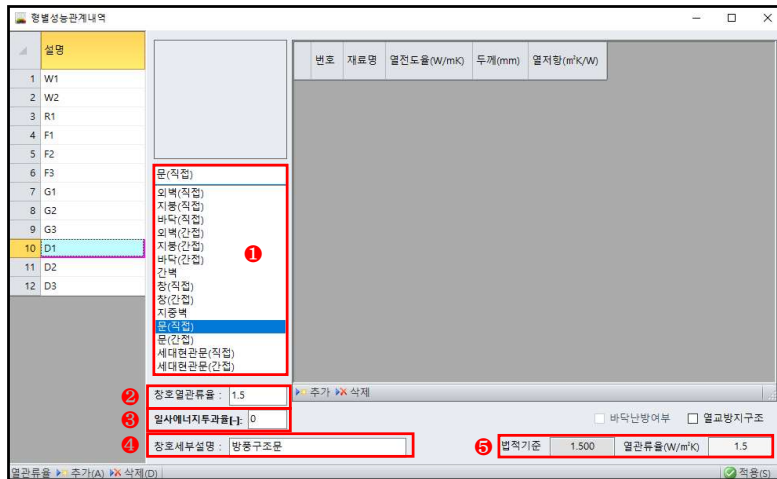 형별성능관계내역
설명
1 W1
2 W2
3 R1
4 F1
5 F2
6 F3
7 G1
8 G2
9 G3
10 D1
11 D2
12 D3
문(직접)
외벽(직접)
지붕(직접)
바닥(직접)
외벽(간접)
지붕(간접)
바닥(간접)
간벽
창(직접)
창(간접)
지중벽
문(직접)
문(간접)
세대현관문(직접)
세대현관문(간접)
❶
번호 재료명 열전도율(W/mK) 두께(mm) 열저항(m²K/W)
추가 삭제
❷ 창호열관류율 : 1.5
❸ 일사에너지투과율[-]: 0
❹ 창호세부설명 : 방풍구조문
바닥난방여부 열교방지구조
❺ 법적기준 1.500 열관류율(W/m²K) 1.5
열관류율 추가(A) 삭제(D)
적용(S)